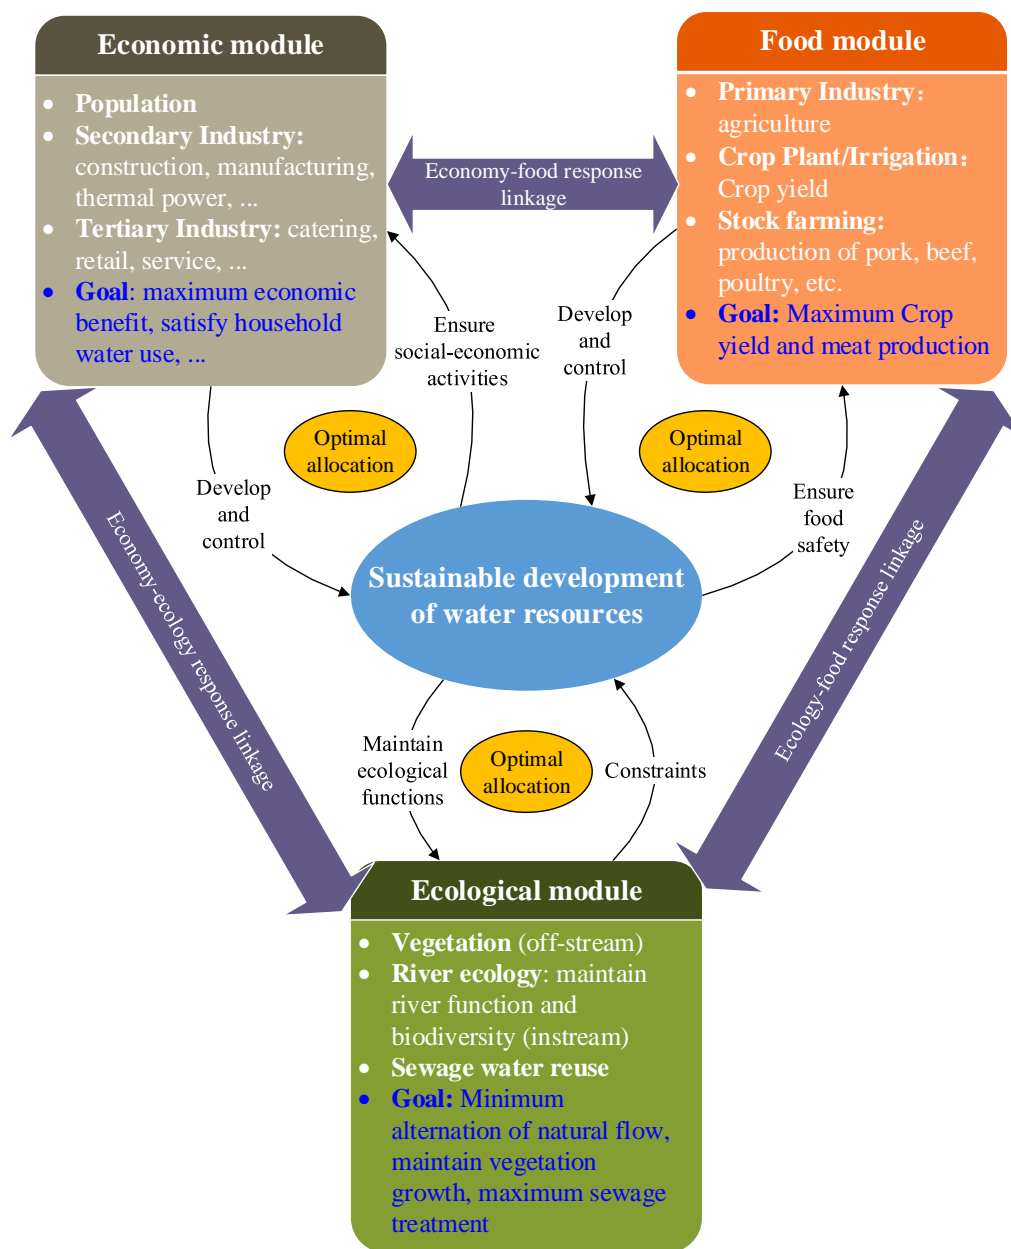 Economic module
• Population
• Secondary Industry:
construction, manufacturing,
thermal power, ...
• Tertiary Industry: catering,
retail, service, ...
• Goal: maximum economic
benefit, satisfy household
water use, ...
Economy-food response
linkage
Food module
• Primary Industry：
agriculture
• Crop Plant/Irrigation：
Crop yield
• Stock farming:
production of pork, beef,
poultry, etc.
• Goal: Maximum Crop
yield and meat production
Ensure
social-economic
activities
Develop
and
control
Optimal
allocation
Optimal
allocation
Develop
and
control
Ensure
food
safety
Economy-ecology response linkage
Sustainable development
of water resources
Ecology-food response linkage
Maintain
ecological
functions
Optimal
allocation
Constraints
Ecological module
• Vegetation (off-stream)
• River ecology: maintain
river function and
biodiversity (instream)
• Sewage water reuse
• Goal: Minimum
alternation of natural flow,
maintain vegetation
growth, maximum sewage
treatment